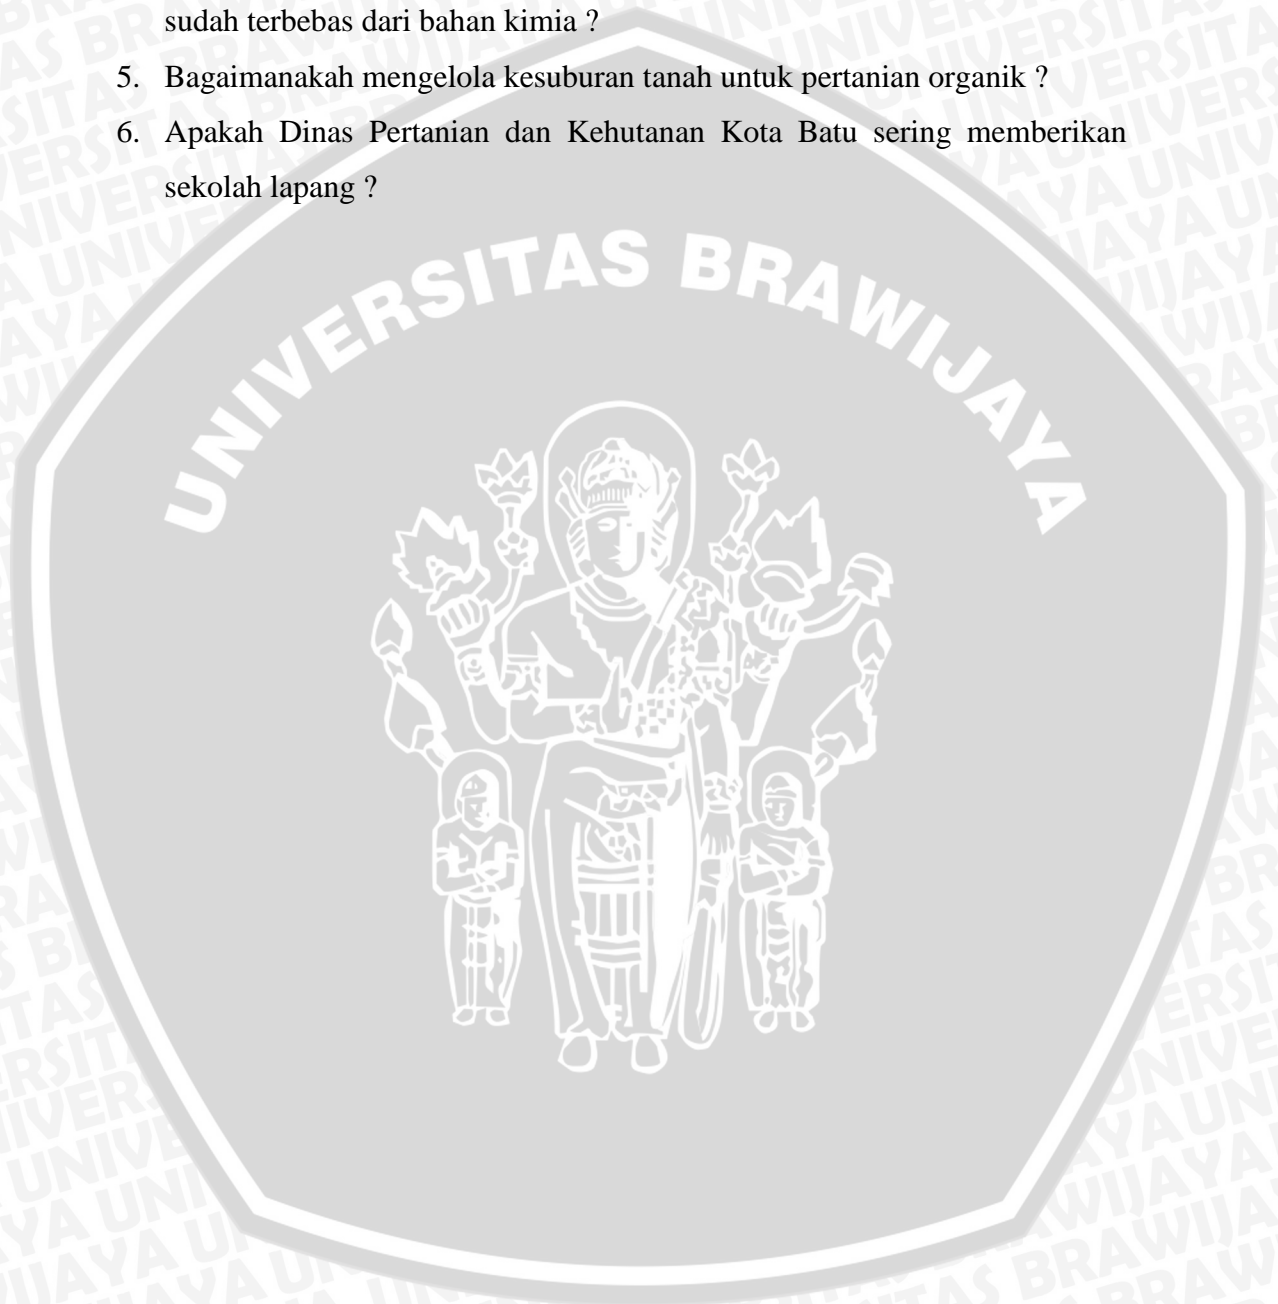 sudah terbebas dari bahan kimia ?
5. Bagaimanakah mengelola kesuburan tanah untuk pertanian organik ?
6. Apakah Dinas Pertanian dan Kehutanan Kota Batu sering memberikan
sekolah lapang ?
UNIVERSITAS BRAWIJAYA